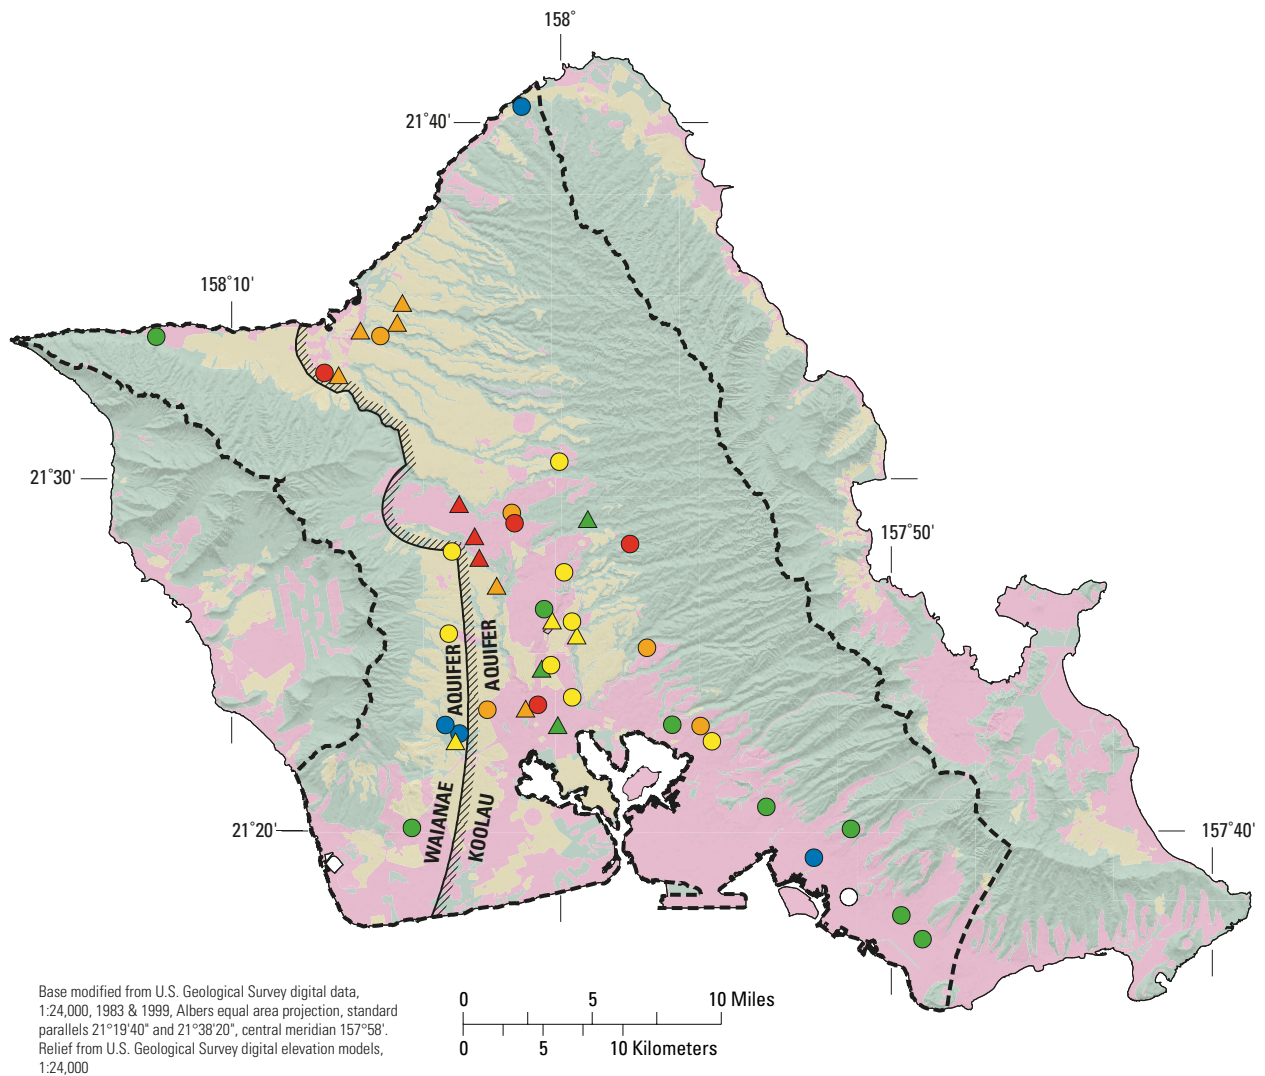 158°
21°40'
158°10'
21°30'
157°50'
AQUIFER
AQUIFER
WAIANAE
KOOLAU
21°20'
157°40'
Base modified from U.S. Geological Survey digital data,
1:24,000, 1983 & 1999, Albers equal area projection, standard
parallels 21°19'40" and 21°38'20", central meridian 157°58'.
Relief from U.S. Geological Survey digital elevation models,
1:24,000
0 5 10 Miles
0 5 10 Kilometers